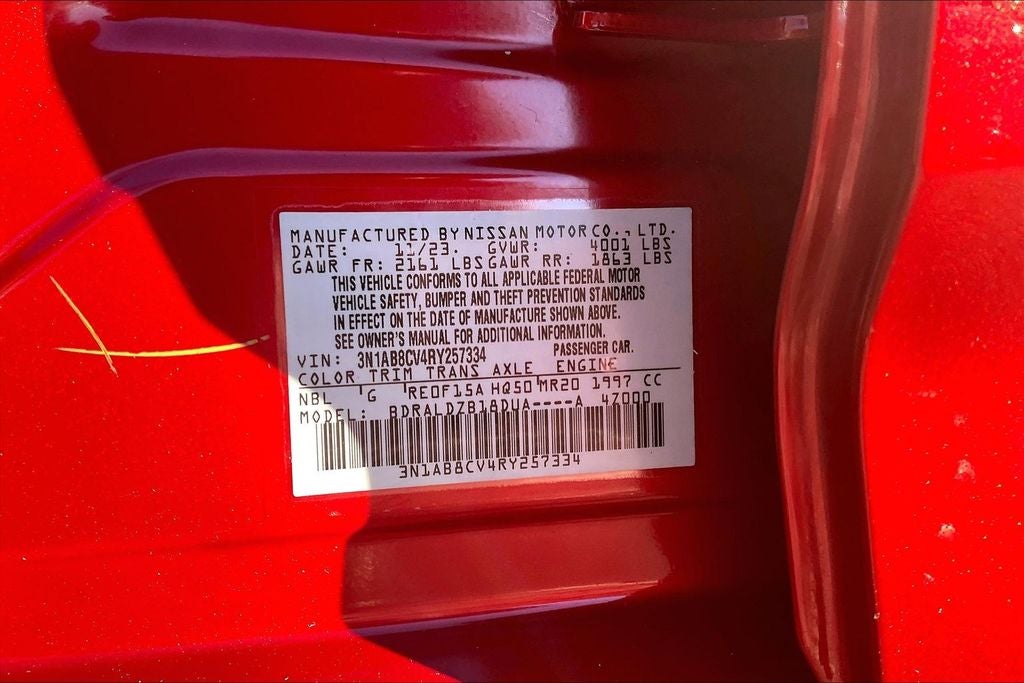 MANUFACTURED BY NISSAN MOTOR CO., LTD.
DATE: 11/23. GVWR: 4001 LBS
GAWR FR: 2161 LBS GAWR RR: 1863 LBS
THIS VEHICLE CONFORMS TO ALL APPLICABLE FEDERAL MOTOR
VEHICLE SAFETY, BUMPER AND THEFT PREVENTION STANDARDS
IN EFFECT ON THE DATE OF MANUFACTURE SHOWN ABOVE.
SEE OWNER'S MANUAL FOR ADDITIONAL INFORMATION.
VIN: 3N1AB8CV4RY257334 PASSENGER CAR.
COLOR TRIM TRANS AXLE ENGINE
NBL G RE0F15A HQ50 MR20 1997 CC
MODEL: BDRALDZB18DUA----A 47000
3N1AB8CV4RY257334